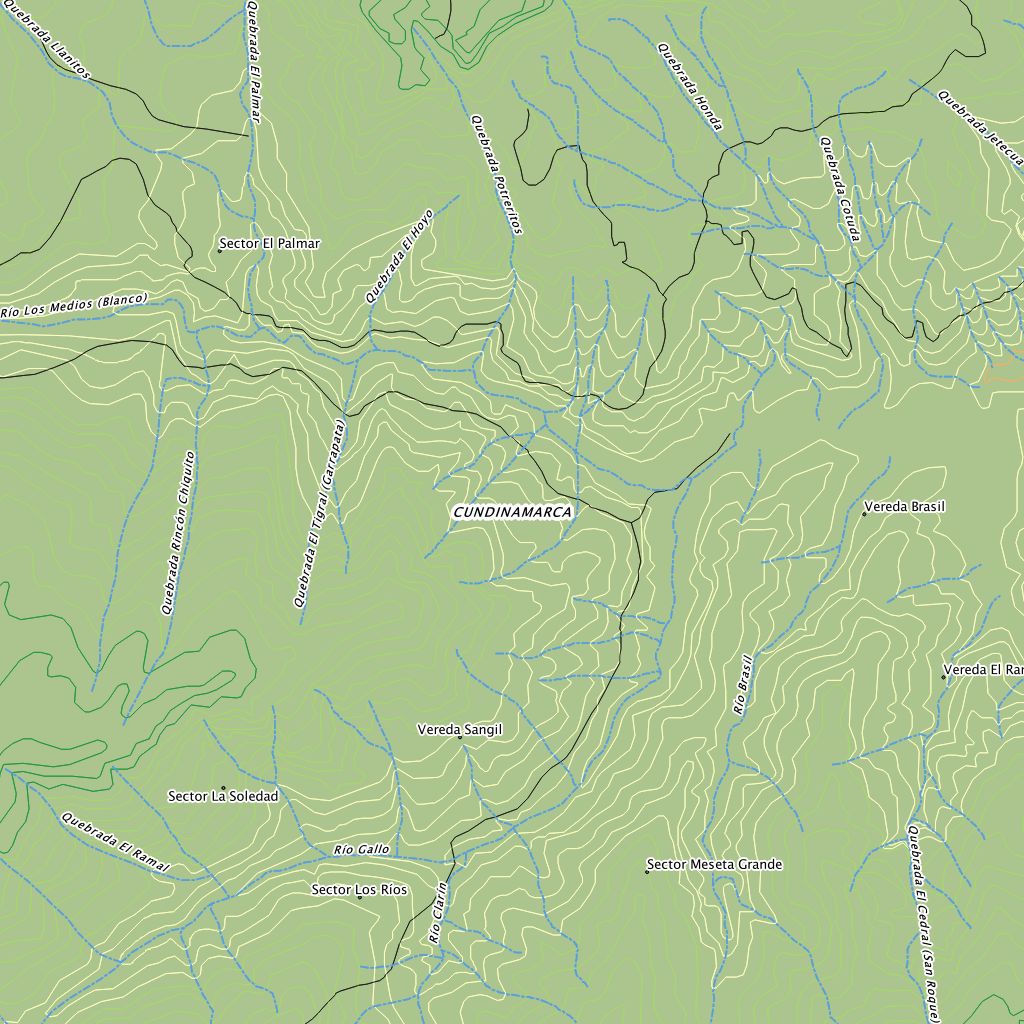 Quebrada Llanitos
Quebrada El Palmar
Quebrada Honda
Quebrada Jetecua
Quebrada Potreritos
Quebrada Cotuda
Quebrada El Hoyo
Sector El Palmar
Río Los Medios (Blanco)
Quebrada Rincón Chiquito
Quebrada El Tigral (Garrapata)
CUNDINAMARCA
Vereda Brasil
Vereda El Ram
Río Brasil
Vereda Sangil
Sector La Soledad
Quebrada El Ramal
Río Gallo
Sector Meseta Grande
Sector Los Ríos
Río Clarín
Quebrada El Cedral (San Roque)